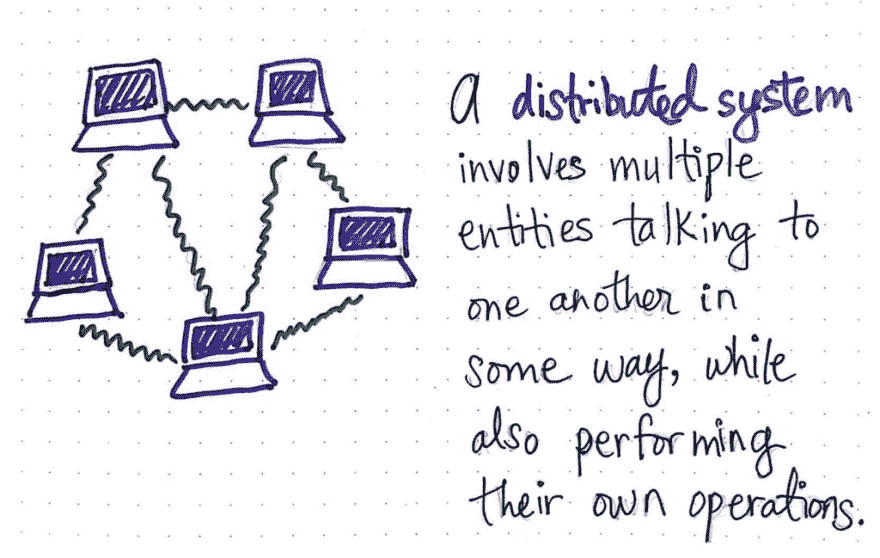 a distributed system
involves multiple
entities talking to
one another in
some way, while
also performing
their own operations.